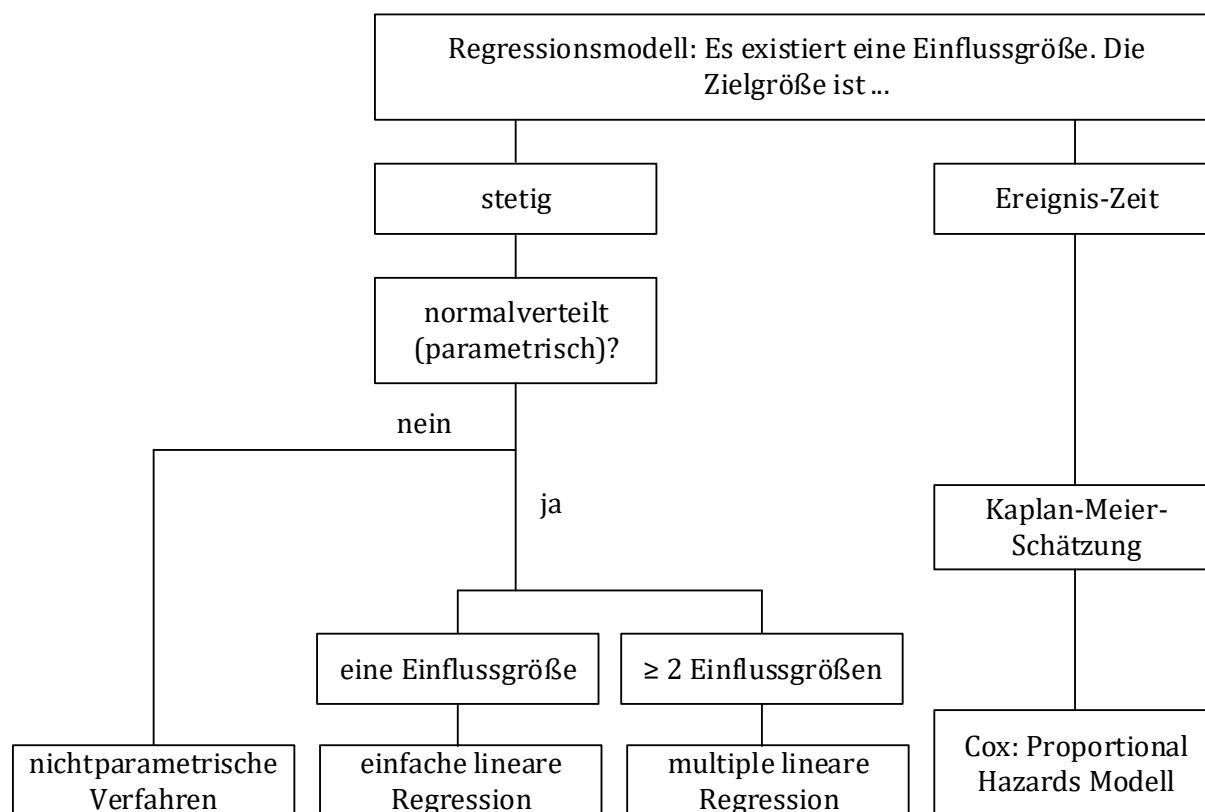 Regressionsmodell: Es existiert eine Einflussgröße. Die
Zielgröße ist ...
stetig
Ereignis-Zeit
normalverteilt
(parametrisch)?
nein
ja
Kaplan-Meier-
Schätzung
eine Einflussgröße
≥ 2 Einflussgrößen
nichtparametrische
Verfahren
einfache lineare
Regression
multiple lineare
Regression
Cox: Proportional
Hazards Modell